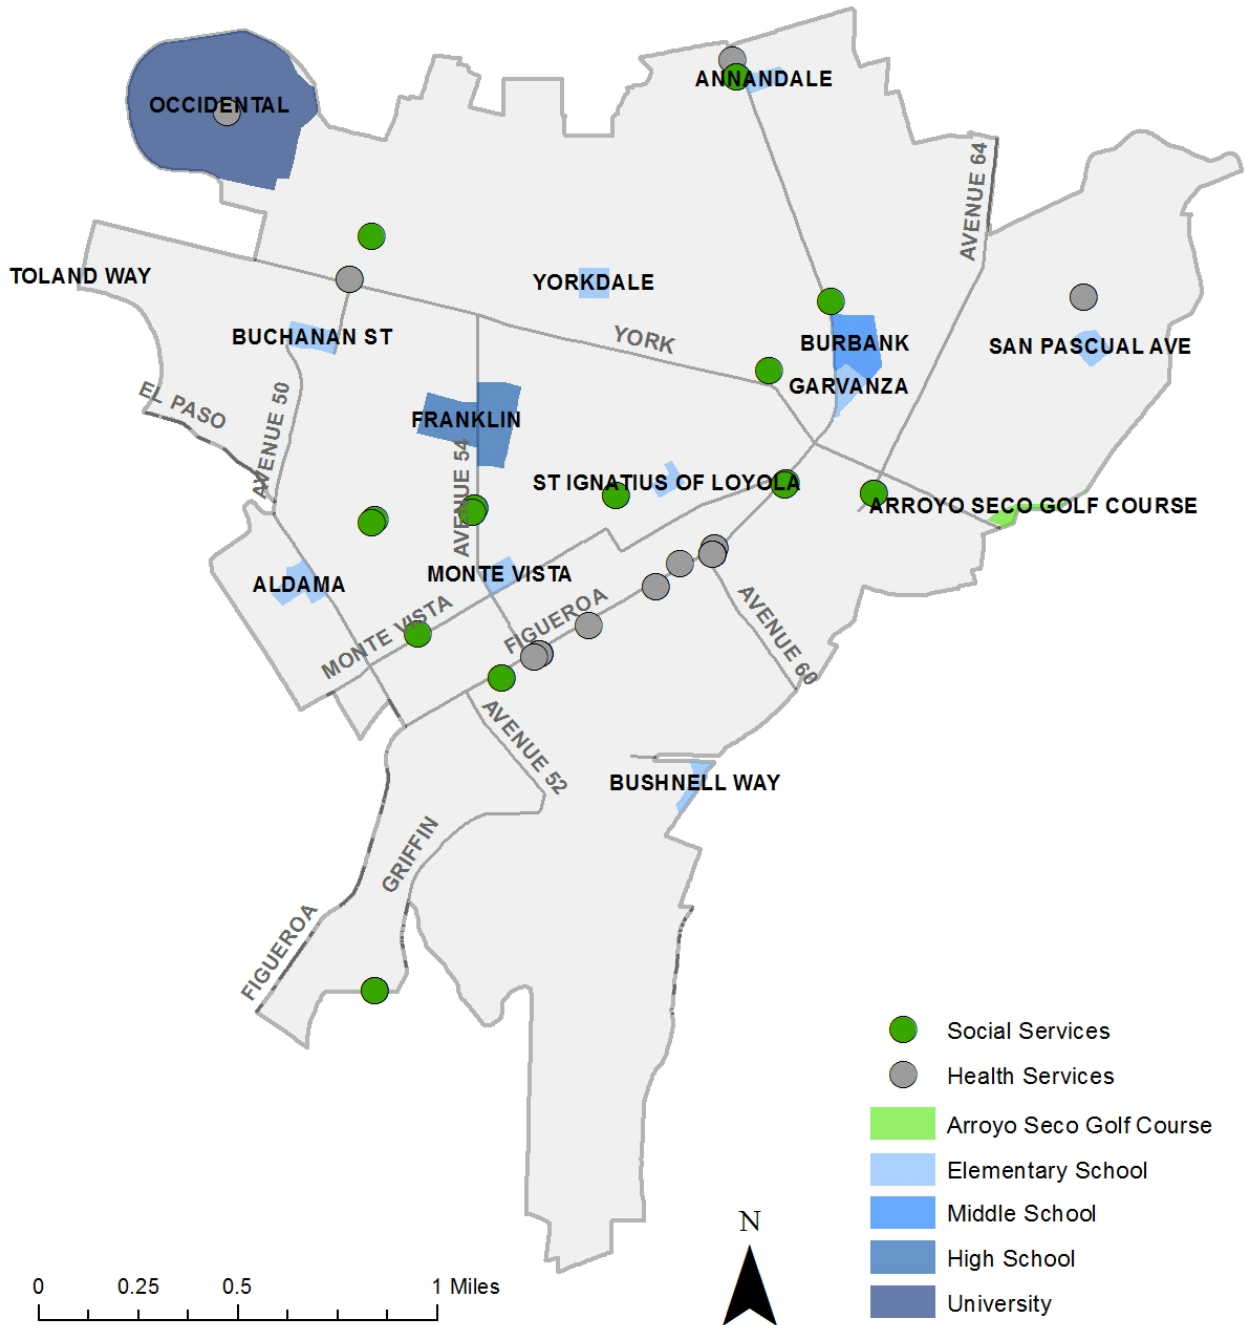 ANNANDALE
OCCIDENTAL
AVENUE 64
TOLAND WAY
YORKDALE
BUCHANAN ST
YORK
BURBANK
SAN PASCUAL AVE
GARVANZA
EL PASO
AVENUE 50
FRANKLIN
AVENUE 54
ST IGNATIUS OF LOYOLA
ARROYO SECO GOLF COURSE
ALDAMA
MONTE VISTA
MONTE VISTA
FIGUEROA
AVENUE 60
AVENUE 52
BUSHNELL WAY
GRIFFIN
FIGUEROA
Social Services
Health Services
Arroyo Seco Golf Course
Elementary School
Middle School
High School
University
N
0 0.25 0.5 1 Miles